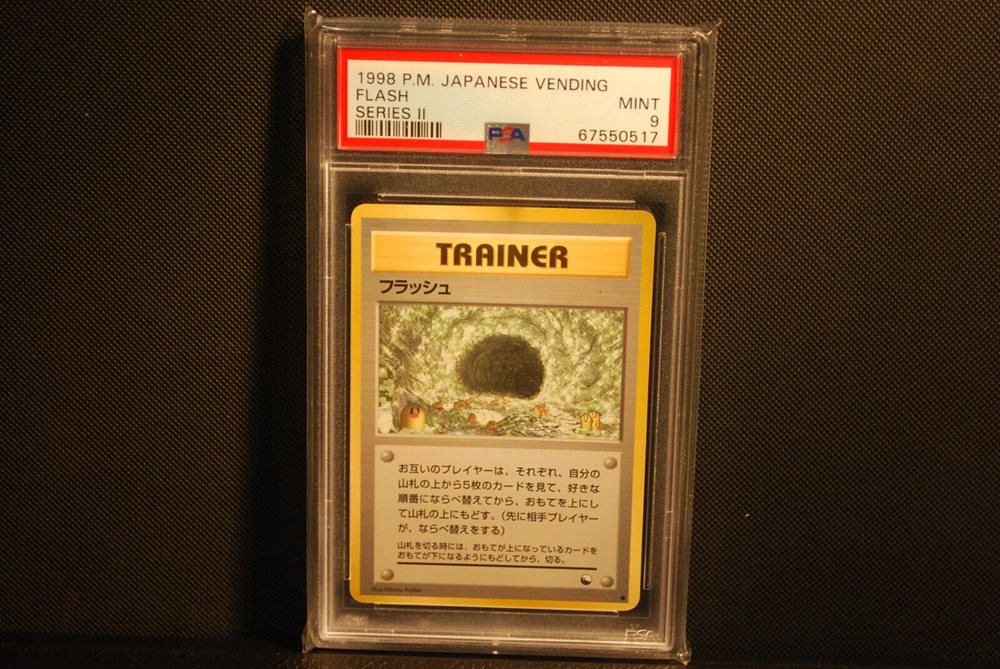 1998 P.M. JAPANESE VENDING
FLASH
MINT
SERIES II
9
PSA
67550517
TRAINER
フラッシュ
お互いのプレイヤーは、それぞれ、自分の
山札の上から5枚のカードを見て、好きな
順番にならべ替えてから、おもてを上にし
て山札の上にもどす。(先に相手プレイヤー
が、ならべ替えをする)
山札を切る時には、おもてが上になっているカードを
おもてが下になるようにもどしてから、切る。
Illus.Hikaru Koike